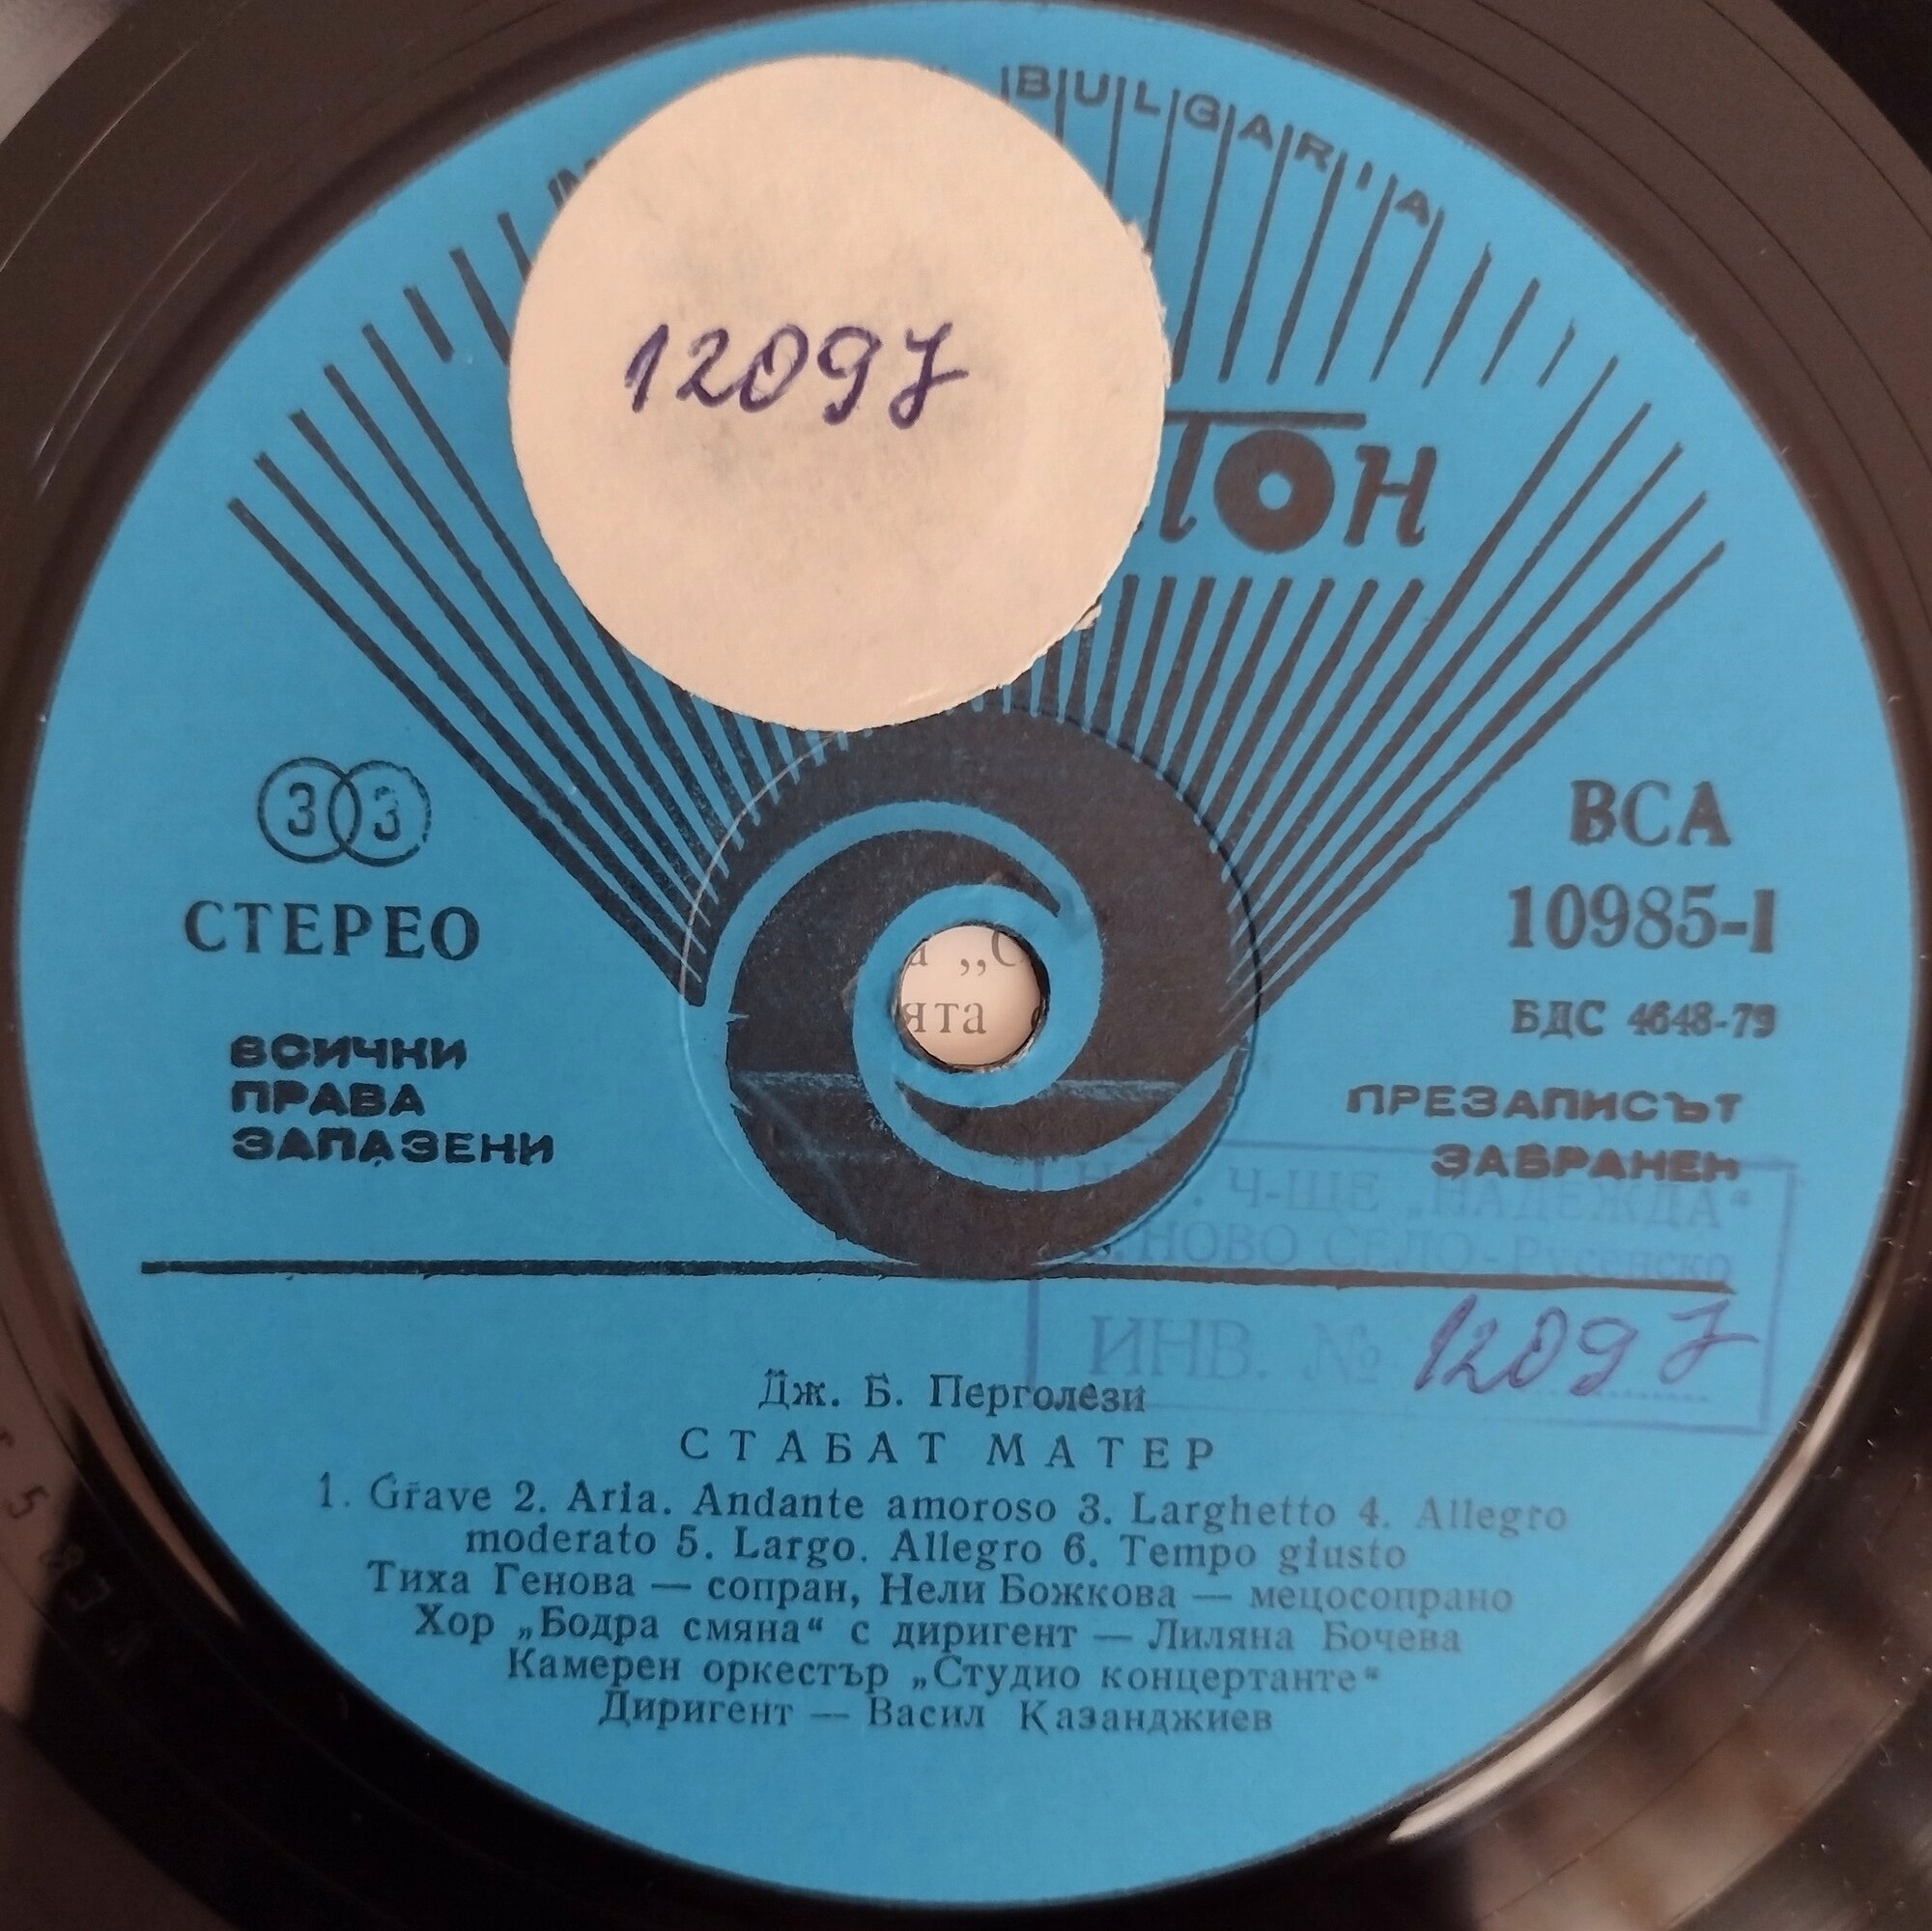 BULGARIA
12097
ТОН
33
СТЕРЕО
ВСИЧКИ
ПРАВА
ЗАПАЗЕНИ
ВСА
10985-I
БДС 4648-79
ПРЕЗАПИСЪТ
ЗАБРАНЕН
Ч-ЩЕ „НАДЕЖДА“
НОВО СЕЛО-Русенско
ИНВ. № 12097
Дж. Б. Перголези
СТАБАТ МАТЕР
1. Grave 2. Aria. Andante amoroso 3. Larghetto 4. Allegro
moderato 5. Largo. Allegro 6. Tempo giusto
Тиха Генова — сопран, Нели Божкова — мецосопрано
Хор „Бодра смяна“ с диригент — Лиляна Бочева
Камерен оркестър „Студио концертанте“
Диригент — Васил Казанджиев